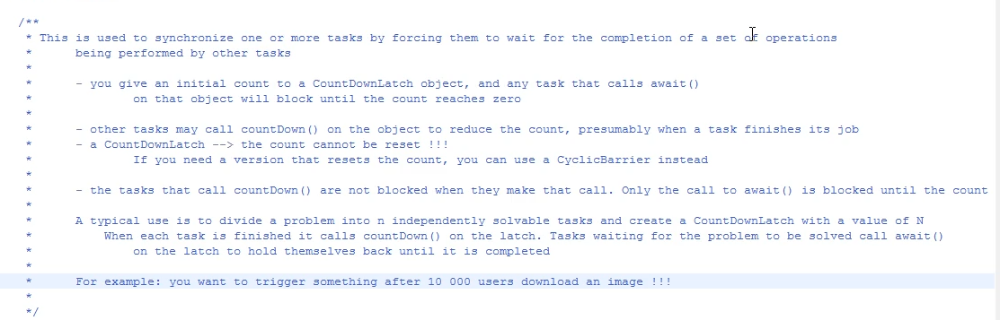 /**
* This is used to synchronize one or more tasks by forcing them to wait for the completion of a set of operations
* being performed by other tasks
*
* - you give an initial count to a CountDownLatch object, and any task that calls await()
* on that object will block until the count reaches zero
*
* - other tasks may call countDown() on the object to reduce the count, presumably when a task finishes its job
* - a CountDownLatch --> the count cannot be reset !!!
* If you need a version that resets the count, you can use a CyclicBarrier instead
*
* - the tasks that call countDown() are not blocked when they make that call. Only the call to await() is blocked until the count
*
* A typical use is to divide a problem into n independently solvable tasks and create a CountDownLatch with a value of N
* When each task is finished it calls countDown() on the latch. Tasks waiting for the problem to be solved call await()
* on the latch to hold themselves back until it is completed
*
* For example: you want to trigger something after 10 000 users download an image !!!
*
*/